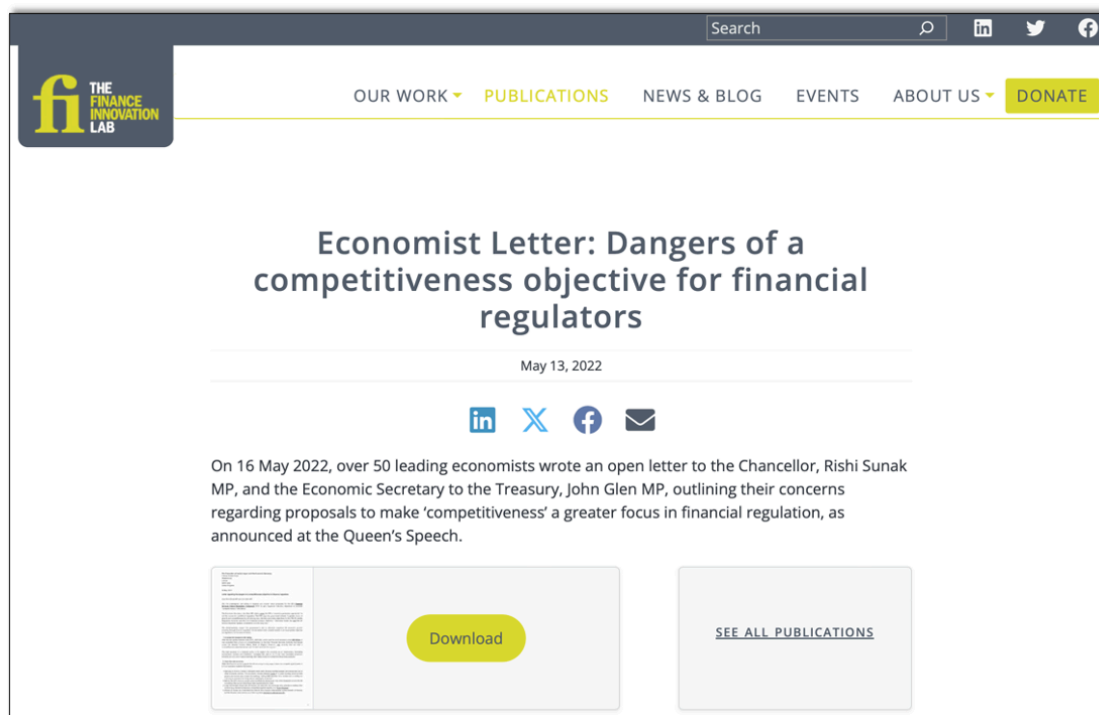 Search
THE
FINANCE
INNOVATION
LAB
fi
OUR WORK
PUBLICATIONS
NEWS & BLOG
EVENTS
ABOUT US
DONATE
Economist Letter: Dangers of a
competitiveness objective for financial
regulators
May 13, 2022
On 16 May 2022, over 50 leading economists wrote an open letter to the Chancellor, Rishi Sunak
MP, and the Economic Secretary to the Treasury, John Glen MP, outlining their concerns
regarding proposals to make ‘competitiveness’ a greater focus in financial regulation, as
announced at the Queen’s Speech.
Download
SEE ALL PUBLICATIONS